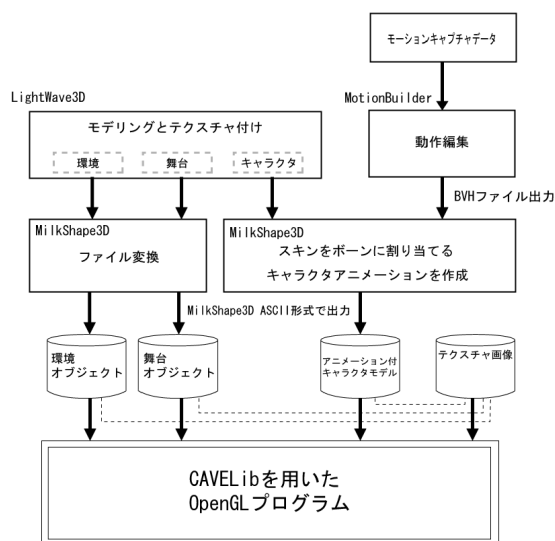 モーションキャプチャデータ
LightWave3D
MotionBuilder
モデリングとテクスチャ付け
環境
舞台
キャラクタ
動作編集
BVHファイル出力
MilkShape3D
ファイル変換
MilkShape3D
スキンをボーンに割り当てる
キャラクタアニメーションを作成
MilkShape3D ASCII形式で出力
環境
オブジェクト
舞台
オブジェクト
アニメーション付
キャラクタモデル
テクスチャ画像
CAVELibを用いた
OpenGLプログラム